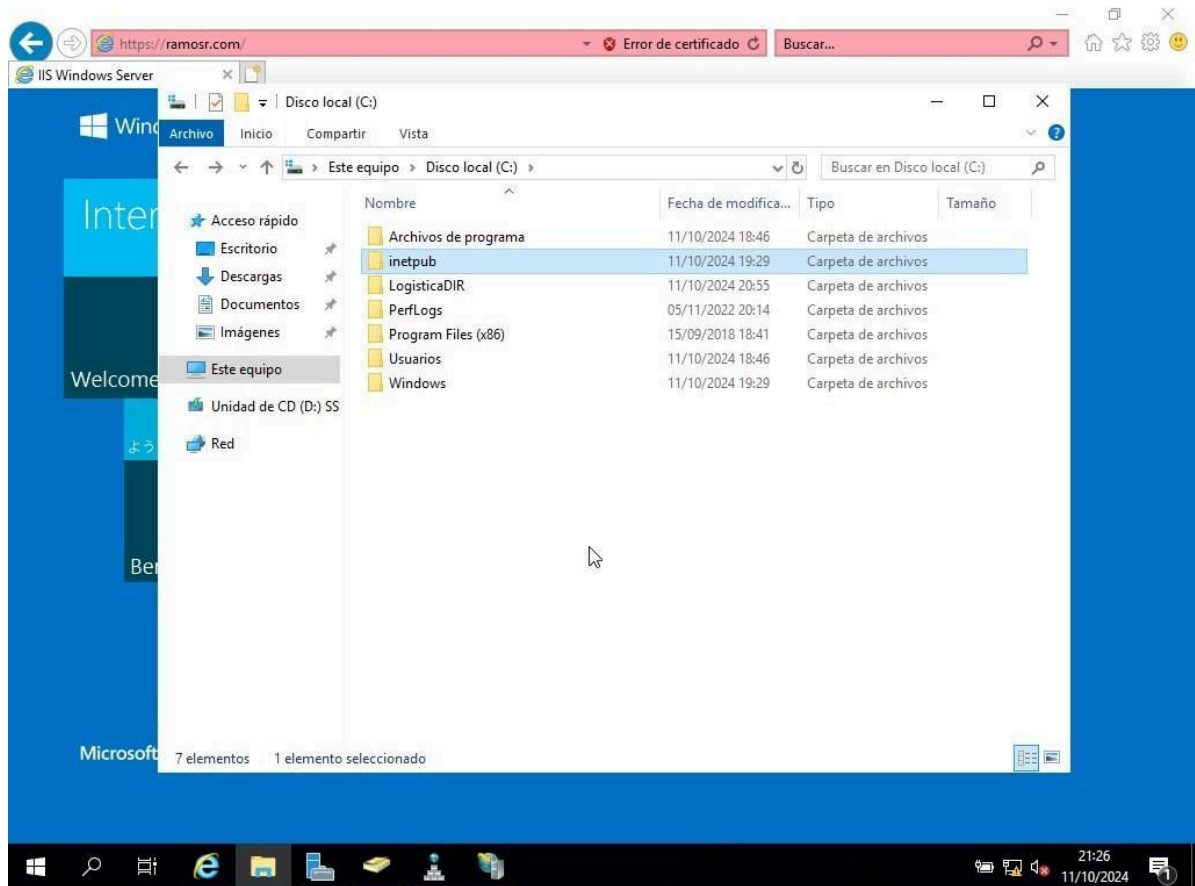 https://ramosr.com/ Error de certificado Buscar...
IIS Windows Server
Disco local (C:)
Archivo Inicio Compartir Vista
Este equipo > Disco local (C:) > Buscar en Disco local (C:)
Nombre Fecha de modifica... Tipo Tamaño
Acceso rápido
Escritorio
Descargas
Documentos
Imágenes
Este equipo
Unidad de CD (D:) SS
Red
Archivos de programa 11/10/2024 18:46 Carpeta de archivos
inetpub 11/10/2024 19:29 Carpeta de archivos
LogisticaDIR 11/10/2024 20:55 Carpeta de archivos
PerfLogs 05/11/2022 20:14 Carpeta de archivos
Program Files (x86) 15/09/2018 18:41 Carpeta de archivos
Usuarios 11/10/2024 18:46 Carpeta de archivos
Windows 11/10/2024 19:29 Carpeta de archivos
7 elementos 1 elemento seleccionado
Wind
Inter
Welcome
よう
Ben
Microsoft
21:26
11/10/2024
1